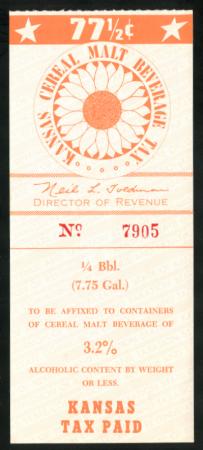 77½¢
KANSAS CEREAL MALT BEVERAGE TAX
DIRECTOR OF REVENUE
Nº 7905
¼ Bbl.
(7.75 Gal.)
TO BE AFFIXED TO CONTAINERS
OF CEREAL MALT BEVERAGE OF
3.2%
ALCOHOLIC CONTENT BY WEIGHT
OR LESS.
KANSAS
TAX PAID